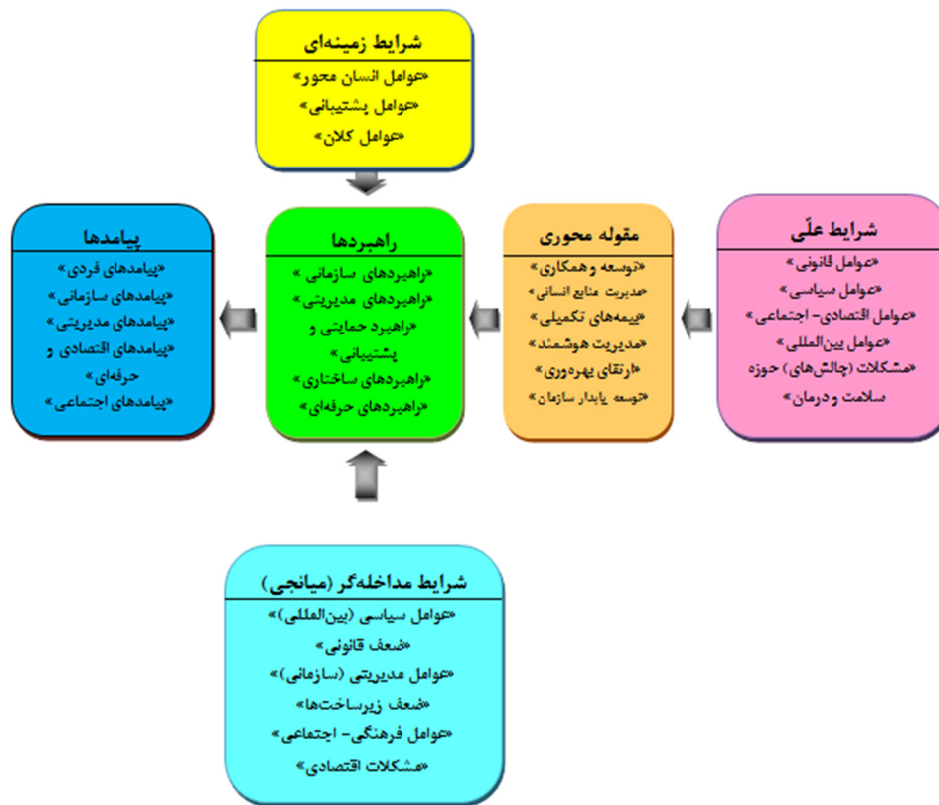 شرایط زمینه‌ای
«عوامل انسان محور»
«عوامل پشتیبانی»
«عوامل کلان»
شرایط علّی
«عوامل قانونی»
«عوامل سیاسی»
«عوامل اقتصادی- اجتماعی»
«عوامل بین‌المللی»
«مشکلات (چالش‌های) حوزه
سلامت و درمان»
مقوله محوری
«توسعه و همکاری»
«مدیریت منابع انسانی»
«بیمه‌های تکمیلی»
«مدیریت هوشمند»
«ارتقای بهره‌وری»
«توسعه پایدار سازمان»
راهبردها
«راهبردهای سازمانی»
«راهبردهای مدیریتی»
«راهبرد حمایتی و
پشتیبانی»
«راهبردهای ساختاری»
«راهبردهای حرفه‌ای»
پیامدها
«پیامدهای فردی»
«پیامدهای سازمانی»
«پیامدهای مدیریتی»
«پیامدهای اقتصادی و
حرفه‌ای»
«پیامدهای اجتماعی»
شرایط مداخله‌گر (میانجی)
«عوامل سیاسی (بین‌المللی)»
«ضعف قانونی»
«عوامل مدیریتی (سازمانی)»
«ضعف زیرساخت‌ها»
«عوامل فرهنگی- اجتماعی»
«مشکلات اقتصادی»